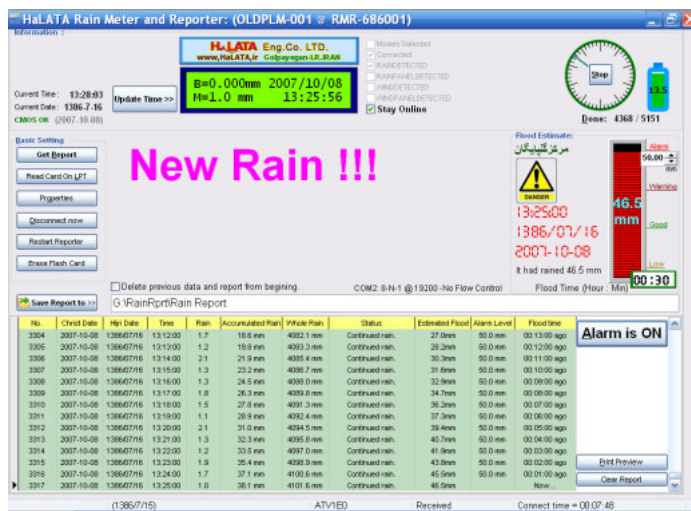 HaLATA Rain Meter and Reporter: (OLDPLM-001 @ RMR-686001)
Information :
HaLATA Eng.Co. LTD.
www.HaLATA.ir Golpayegan-I.R.IRAN
B=0.000mm 2007/10/08
M=1.0 mm 13:25:56
Current Time: 13:28:03
Current Date: 1386-7-16
CMOS OK (2007-10-08)
Update Time >>
Modem Detected
Connected
RAINDETECTED
RAINPANELDETECTED
WINDDETECTED
WINDPANELDETECTED
Stay Online
Stop
13.5
Done: 4368 / 5151
Basic Setting
Get Report
Read Card On LPT
Properties
Disconnect now
Restart Reporter
Erase Flash Card
New Rain !!!
Flood Estimate:
مرکز گلپایگان
DANGER
13:25:00
1386/07/16
2007-10-08
It had rained 46.5 mm
46.5
mm
Alarm
50.00
mm
Warning
Good
Low
Flood Time (Hour : Min)
00:30
Delete previous data and report from begining.
COM2: 8-N-1 @ 19200 -No Flow Control
Save Report to >>
G:\RainRprt\Rain Report
No. Christ Date Hijri Date Time Rain Accumulated Rain Whole Rain Status Estimated Flood Alarm Level Flood time
3304 2007-10-08 1386/07/16 13:12:00 1.7 18.6 mm 4082.1 mm Continued rain. 27.0mm 50.0 mm 00:13:00 ago
3305 2007-10-08 1386/07/16 13:13:00 1.2 19.8 mm 4083.3 mm Continued rain. 28.2mm 50.0 mm 00:12:00 ago
3306 2007-10-08 1386/07/16 13:14:00 2.1 21.9 mm 4085.4 mm Continued rain. 30.3mm 50.0 mm 00:11:00 ago
3307 2007-10-08 1386/07/16 13:15:00 1.3 23.2 mm 4086.7 mm Continued rain. 31.6mm 50.0 mm 00:10:00 ago
3308 2007-10-08 1386/07/16 13:16:00 1.3 24.5 mm 4088.0 mm Continued rain. 32.9mm 50.0 mm 00:09:00 ago
3309 2007-10-08 1386/07/16 13:17:00 1.8 26.3 mm 4089.8 mm Continued rain. 34.7mm 50.0 mm 00:08:00 ago
3310 2007-10-08 1386/07/16 13:18:00 1.5 27.8 mm 4091.3 mm Continued rain. 36.2mm 50.0 mm 00:07:00 ago
3311 2007-10-08 1386/07/16 13:19:00 1.1 28.9 mm 4092.4 mm Continued rain. 37.3mm 50.0 mm 00:06:00 ago
3312 2007-10-08 1386/07/16 13:20:00 2.1 31.0 mm 4094.5 mm Continued rain. 39.4mm 50.0 mm 00:05:00 ago
3313 2007-10-08 1386/07/16 13:21:00 1.3 32.3 mm 4095.8 mm Continued rain. 40.7mm 50.0 mm 00:04:00 ago
3314 2007-10-08 1386/07/16 13:22:00 1.2 33.5 mm 4097.0 mm Continued rain. 41.9mm 50.0 mm 00:03:00 ago
3315 2007-10-08 1386/07/16 13:23:00 1.9 35.4 mm 4098.9 mm Continued rain. 43.8mm 50.0 mm 00:02:00 ago
3316 2007-10-08 1386/07/16 13:24:00 1.7 37.1 mm 4100.6 mm Continued rain. 45.5mm 50.0 mm 00:01:00 ago
3317 2007-10-08 1386/07/16 13:25:00 1.0 38.1 mm 4101.6 mm Continued rain. 46.5mm Now...
Alarm is ON
Print Preview
Clear Report
(1386/7/15) ATV1E0 Received Connect time = 00:07:48